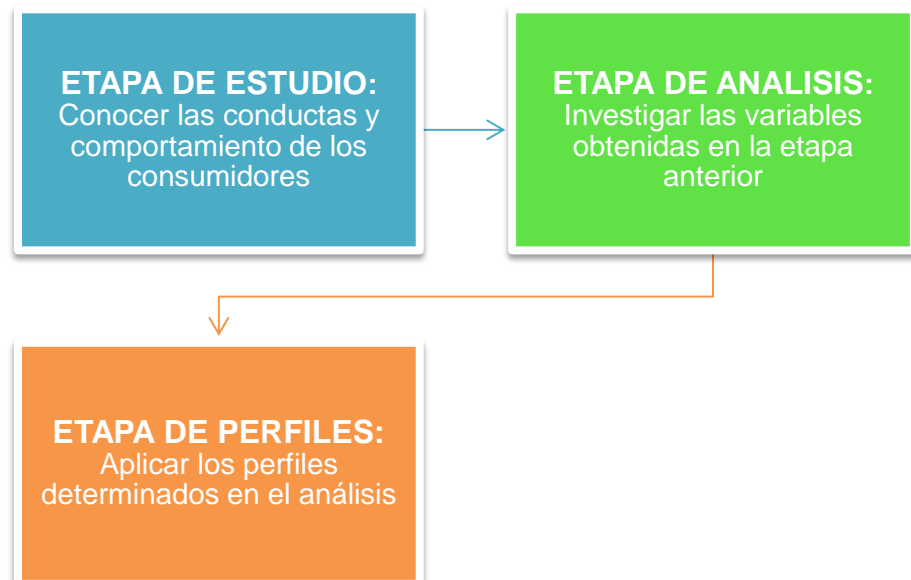 ETAPA DE ESTUDIO:
Conocer las conductas y
comportamiento de los
consumidores
ETAPA DE ANALISIS:
Investigar las variables
obtenidas en la etapa
anterior
ETAPA DE PERFILES:
Aplicar los perfiles
determinados en el análisis